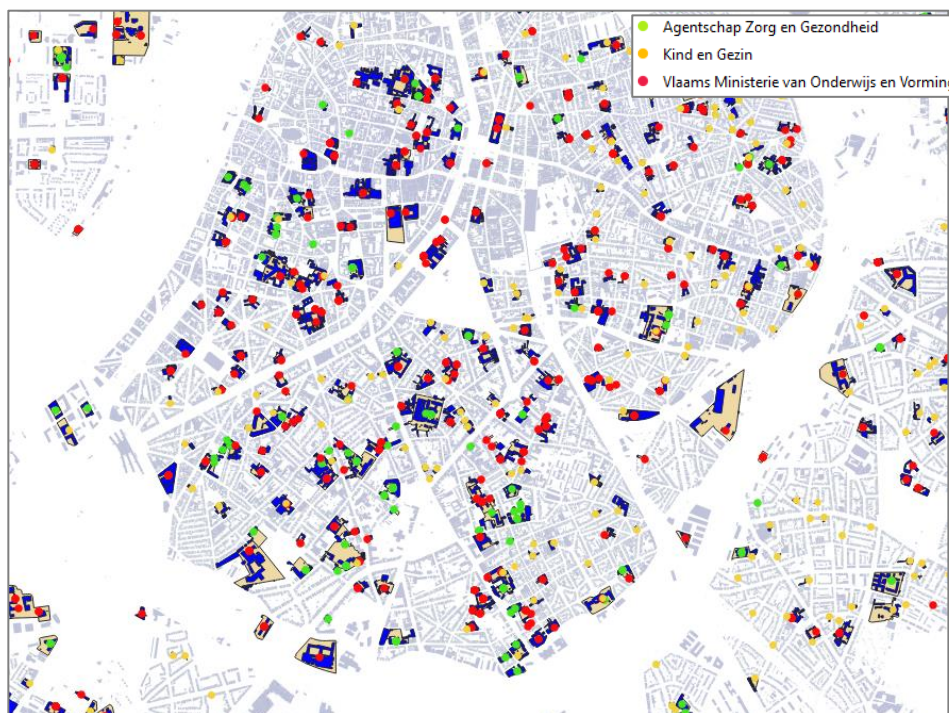 Agentschap Zorg en Gezondheid
Kind en Gezin
Vlaams Ministerie van Onderwijs en Vorming